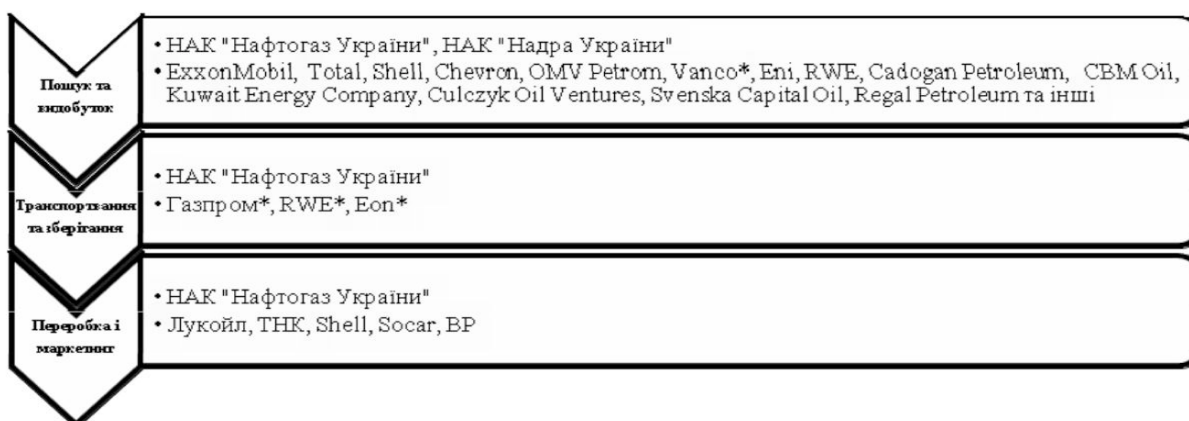 Пошук та
видобуток
• НАК "Нафтогаз України", НАК "Надра України"
• ExxonMobil, Total, Shell, Chevron, OMV Petrom, Vanco*, Eni, RWE, Cadogan Petroleum, CBM Oil,
Kuwait Energy Company, Culczyk Oil Ventures, Svenska Capital Oil, Regal Petroleum та інші
Транспортвання
та зберігання
• НАК "Нафтогаз України"
• Газпром*, RWE*, Eon*
Переробка і
маркетинг
• НАК "Нафтогаз України"
• Лукойл, ТНК, Shell, Socar, BP